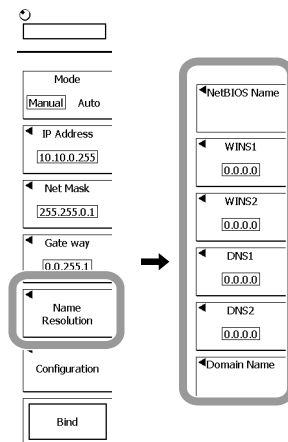 Mode
Manual Auto
IP Address
10.10.0.255
Net Mask
255.255.0.1
Gate way
0.0.255.1
Name
Resolution
Configuration
Bind
NetBIOS Name
WINS1
0.0.0.0
WINS2
0.0.0.0
DNS1
0.0.0.0
DNS2
0.0.0.0
Domain Name